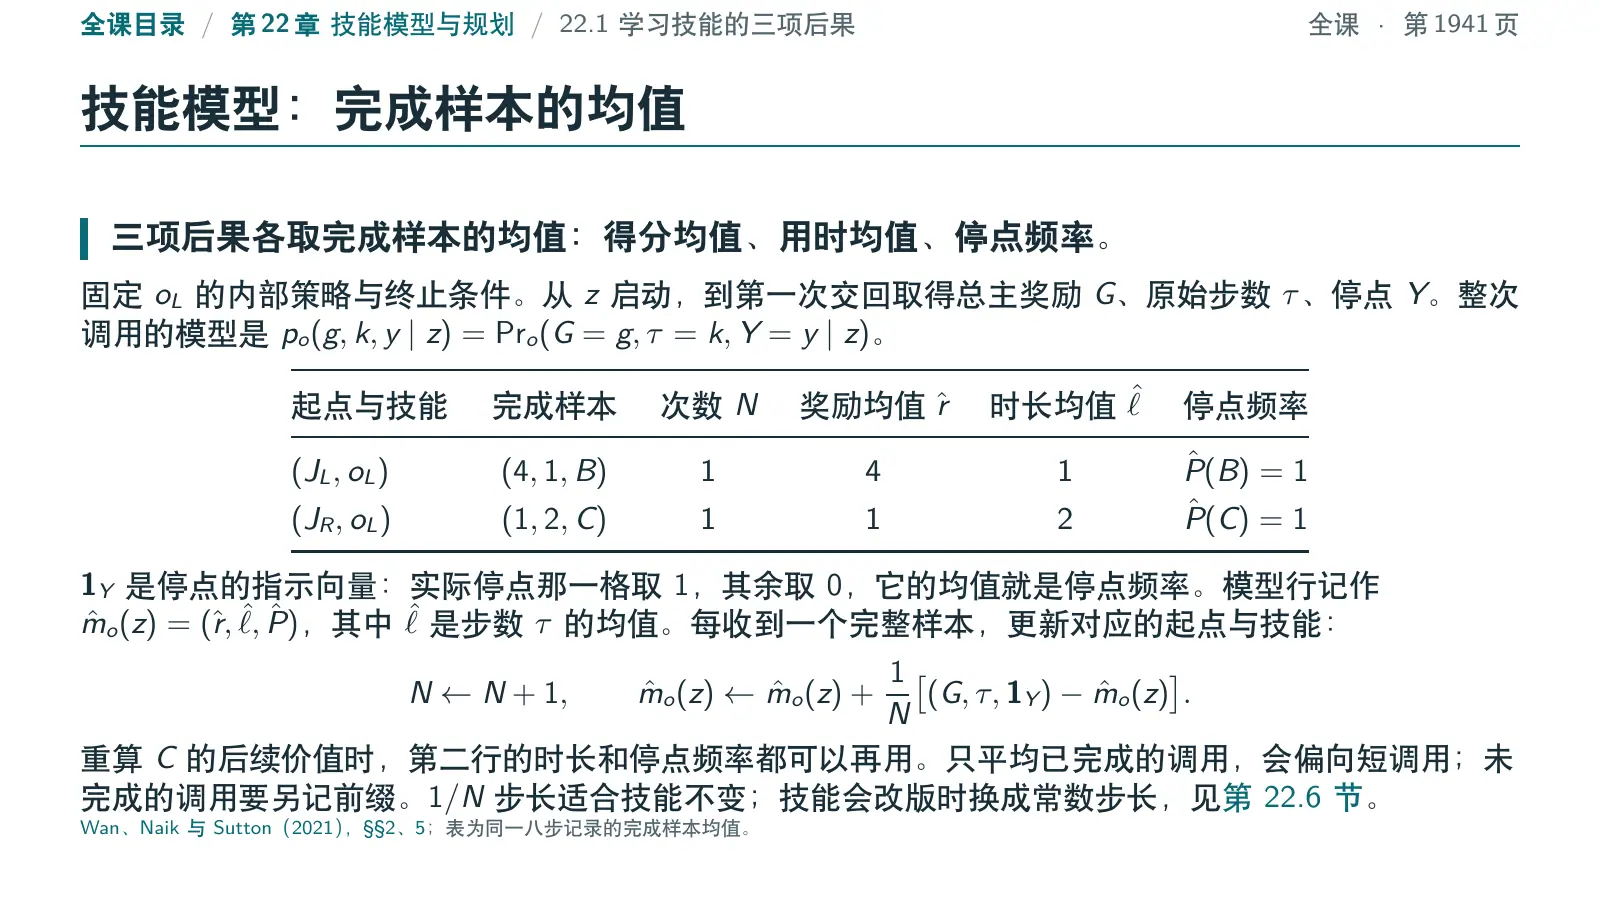 全课目录 / 第 22 章 技能模型与规划 / 22.1 学习技能的三项后果 全课 · 第 1941 页
技能模型：完成样本的均值
三项后果各取完成样本的均值：得分均值、用时均值、停点频率。
固定 o_L 的内部策略与终止条件。从 z 启动，到第一次交回取得总主奖励 G、原始步数 τ、停点 Y。整次
调用的模型是 p_o(g, k, y | z) = Pr_o(G = g, τ = k, Y = y | z)。
起点与技能 完成样本 次数 N 奖励均值 r̂ 时长均值 ℓ̂ 停点频率
(J_L, o_L) (4, 1, B) 1 4 1 P̂(B) = 1
(J_R, o_L) (1, 2, C) 1 1 2 P̂(C) = 1
𝟏_Y 是停点的指示向量：实际停点那一格取 1，其余取 0，它的均值就是停点频率。模型行记作
m̂_o(z) = (r̂, ℓ̂, P̂)，其中 ℓ̂ 是步数 τ 的均值。每收到一个完整样本，更新对应的起点与技能：
N ← N + 1, m̂_o(z) ← m̂_o(z) + 1/N [(G, τ, 𝟏_Y) − m̂_o(z)].
重算 C 的后续价值时，第二行的时长和停点频率都可以再用。只平均已完成的调用，会偏向短调用；未
完成的调用要另记前缀。1/N 步长适合技能不变；技能会改版时换成常数步长，见第 22.6 节。
Wan、Naik 与 Sutton（2021），§§2、5；表为同一八步记录的完成样本均值。